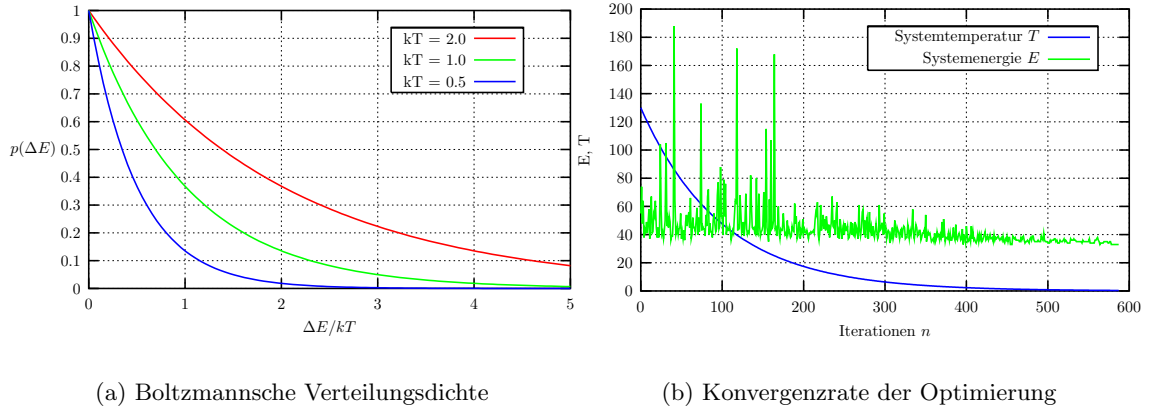 1
0.9
0.8
0.7
0.6
0.5
0.4
0.3
0.2
0.1
0
p(ΔE)
kT = 2.0
kT = 1.0
kT = 0.5
0 1 2 3 4 5
ΔE/kT
(a) Boltzmannsche Verteilungsdichte
200
180
160
140
120
100
80
60
40
20
0
E, T
Systemtemperatur T
Systemenergie E
0 100 200 300 400 500 600
Iterationen n
(b) Konvergenzrate der Optimierung